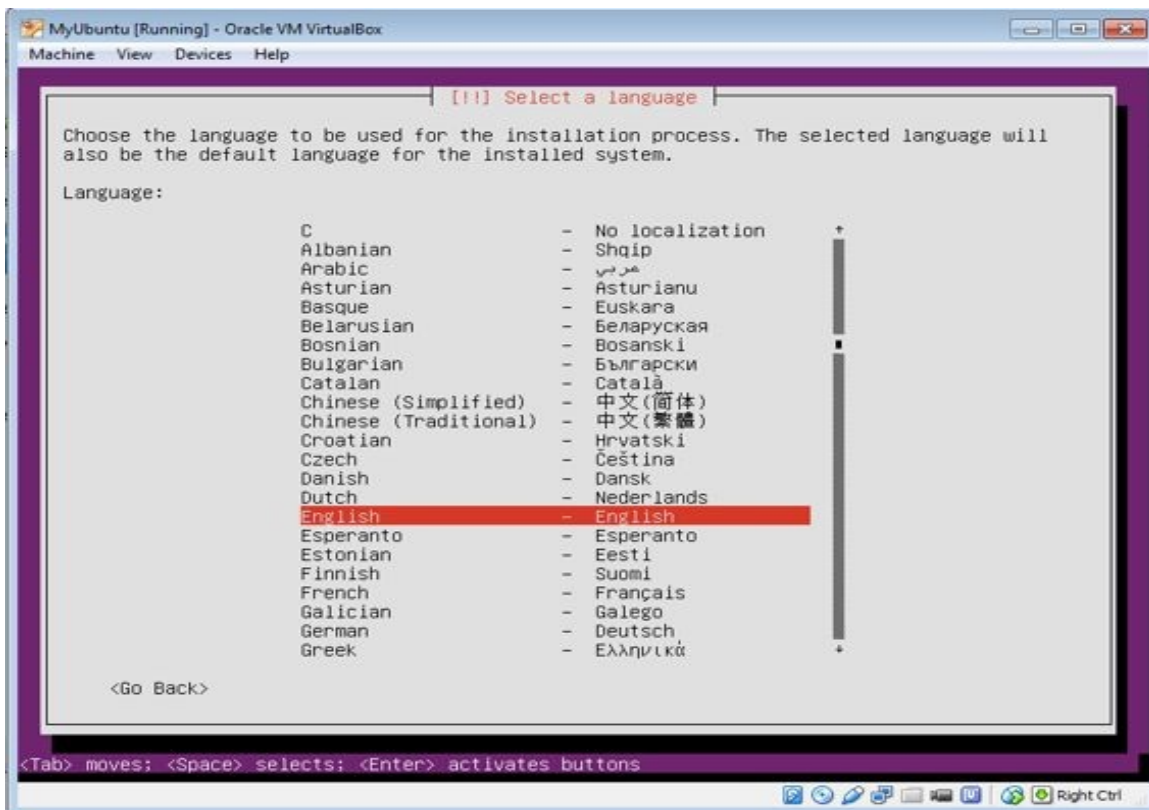 MyUbuntu [Running] - Oracle VM VirtualBox
Machine View Devices Help
[!!] Select a language
Choose the language to be used for the installation process. The selected language will
also be the default language for the installed system.
Language:
C - No localization
Albanian - Shqip
Arabic - عربي
Asturian - Asturianu
Basque - Euskara
Belarusian - Беларуская
Bosnian - Bosanski
Bulgarian - Български
Catalan - Català
Chinese (Simplified) - 中文(简体)
Chinese (Traditional) - 中文(繁體)
Croatian - Hrvatski
Czech - Čeština
Danish - Dansk
Dutch - Nederlands
English - English
Esperanto - Esperanto
Estonian - Eesti
Finnish - Suomi
French - Français
Galician - Galego
German - Deutsch
Greek - Ελληνικά
<Go Back>
<Tab> moves; <Space> selects; <Enter> activates buttons
Right Ctrl